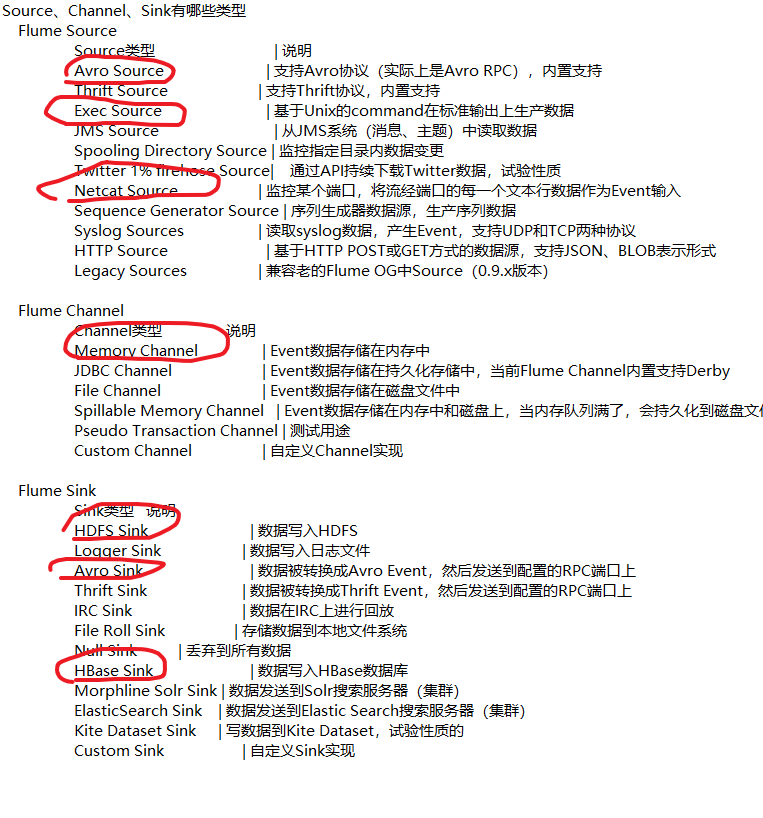 Source、Channel、Sink有哪些类型
Flume Source
Source类型 | 说明
Avro Source | 支持Avro协议（实际上是Avro RPC），内置支持
Thrift Source | 支持Thrift协议，内置支持
Exec Source | 基于Unix的command在标准输出上生产数据
JMS Source | 从JMS系统（消息、主题）中读取数据
Spooling Directory Source | 监控指定目录内数据变更
Twitter 1% firehose Source| 通过API持续下载Twitter数据，试验性质
Netcat Source | 监控某个端口，将流经端口的每一个文本行数据作为Event输入
Sequence Generator Source | 序列生成器数据源，生产序列数据
Syslog Sources | 读取syslog数据，产生Event，支持UDP和TCP两种协议
HTTP Source | 基于HTTP POST或GET方式的数据源，支持JSON、BLOB表示形式
Legacy Sources | 兼容老的Flume OG中Source（0.9.x版本）
Flume Channel
Channel类型 说明
Memory Channel | Event数据存储在内存中
JDBC Channel | Event数据存储在持久化存储中，当前Flume Channel内置支持Derby
File Channel | Event数据存储在磁盘文件中
Spillable Memory Channel | Event数据存储在内存中和磁盘上，当内存队列满了，会持久化到磁盘文
Pseudo Transaction Channel | 测试用途
Custom Channel | 自定义Channel实现
Flume Sink
Sink类型 说明
HDFS Sink | 数据写入HDFS
Logger Sink | 数据写入日志文件
Avro Sink | 数据被转换成Avro Event，然后发送到配置的RPC端口上
Thrift Sink | 数据被转换成Thrift Event，然后发送到配置的RPC端口上
IRC Sink | 数据在IRC上进行回放
File Roll Sink | 存储数据到本地文件系统
Null Sink | 丢弃到所有数据
HBase Sink | 数据写入HBase数据库
Morphline Solr Sink | 数据发送到Solr搜索服务器（集群）
ElasticSearch Sink | 数据发送到Elastic Search搜索服务器（集群）
Kite Dataset Sink | 写数据到Kite Dataset，试验性质的
Custom Sink | 自定义Sink实现